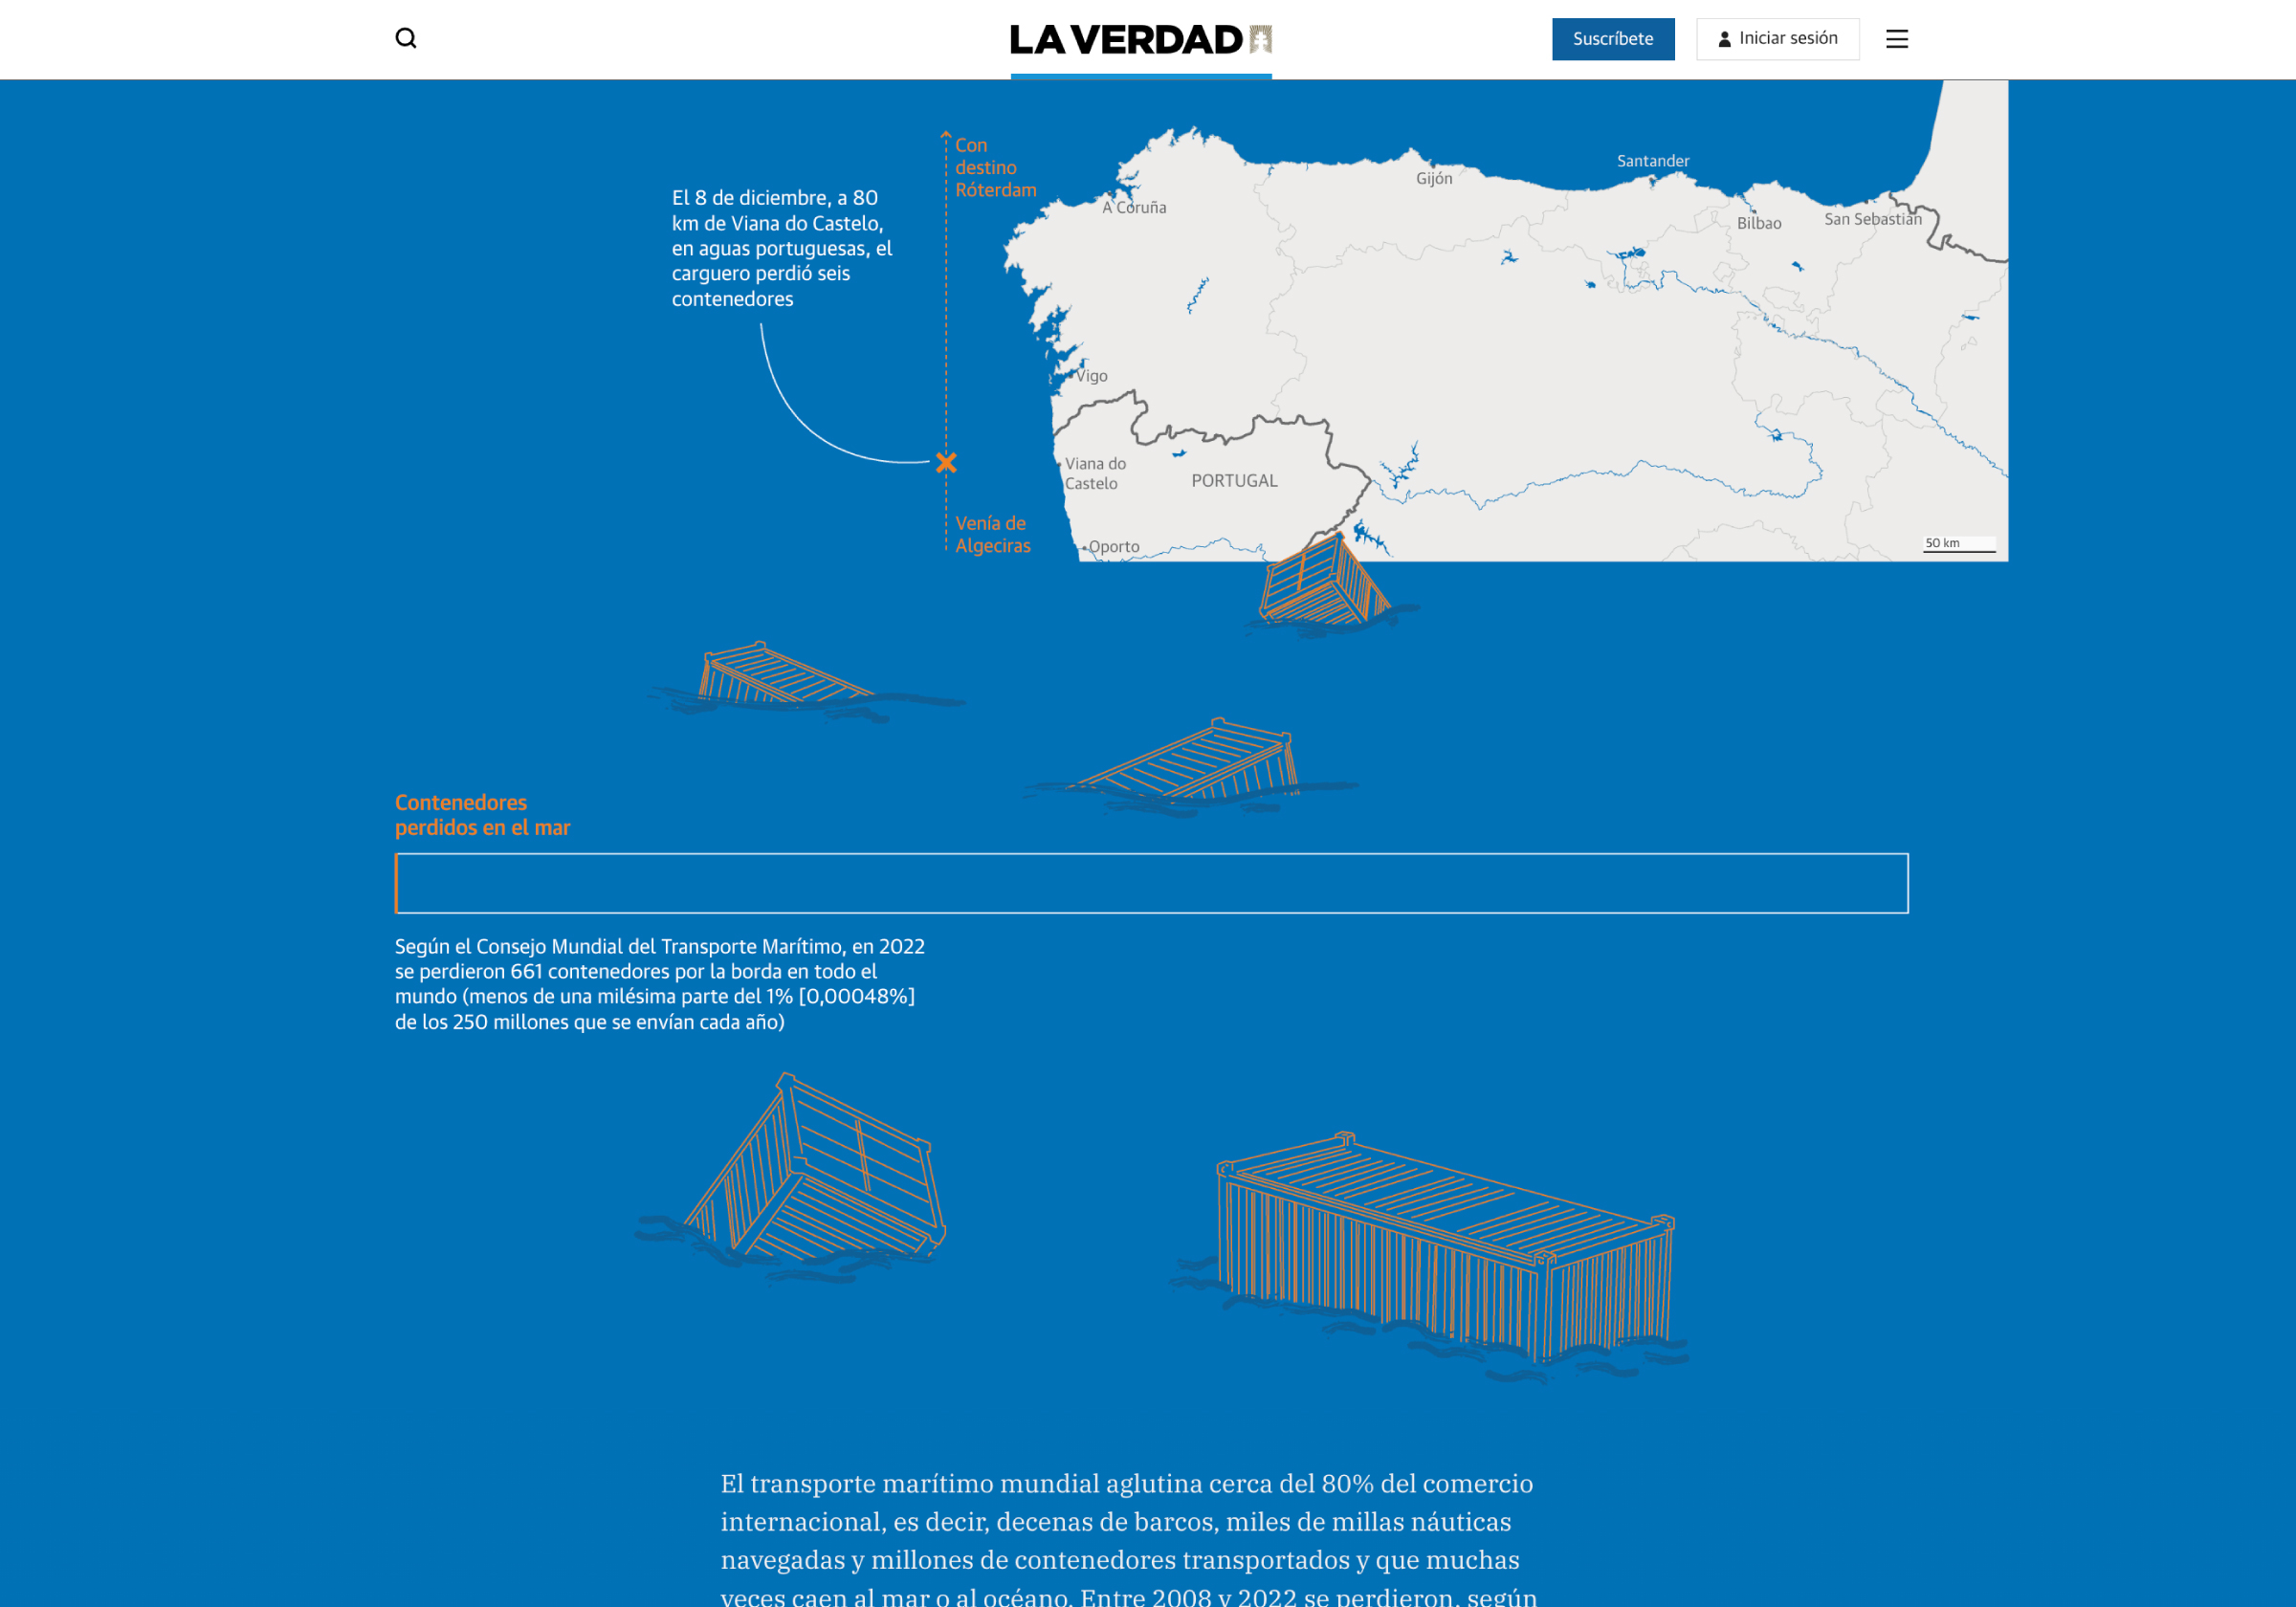 LA VERDAD
Suscríbete
Iniciar sesión
Con
destino
Róterdam
El 8 de diciembre, a 80
km de Viana do Castelo,
en aguas portuguesas, el
carguero perdió seis
contenedores
A Coruña
Gijón
Santander
Bilbao
San Sebastián
Vigo
Viana do
Castelo
PORTUGAL
Venía de
Algeciras
Oporto
50 km
Contenedores
perdidos en el mar
Según el Consejo Mundial del Transporte Marítimo, en 2022
se perdieron 661 contenedores por la borda en todo el
mundo (menos de una milésima parte del 1% [0,00048%]
de los 250 millones que se envían cada año)
El transporte marítimo mundial aglutina cerca del 80% del comercio
internacional, es decir, decenas de barcos, miles de millas náuticas
navegadas y millones de contenedores transportados y que muchas
veces caen al mar o al océano. Entre 2008 y 2022 se perdieron, según